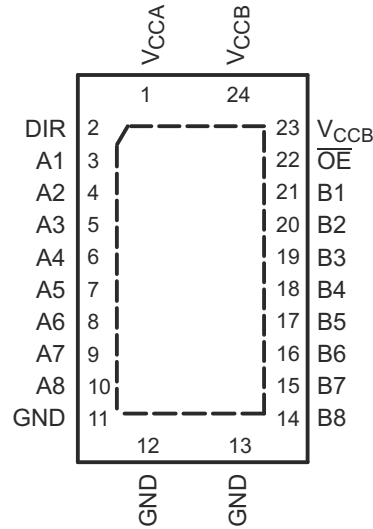 VCCA VCCB
1 24
DIR 2 23 VCCB
A1 3 22 O̅E̅
A2 4 21 B1
A3 5 20 B2
A4 6 19 B3
A5 7 18 B4
A6 8 17 B5
A7 9 16 B6
A8 10 15 B7
GND 11 14 B8
12 13
GND GND